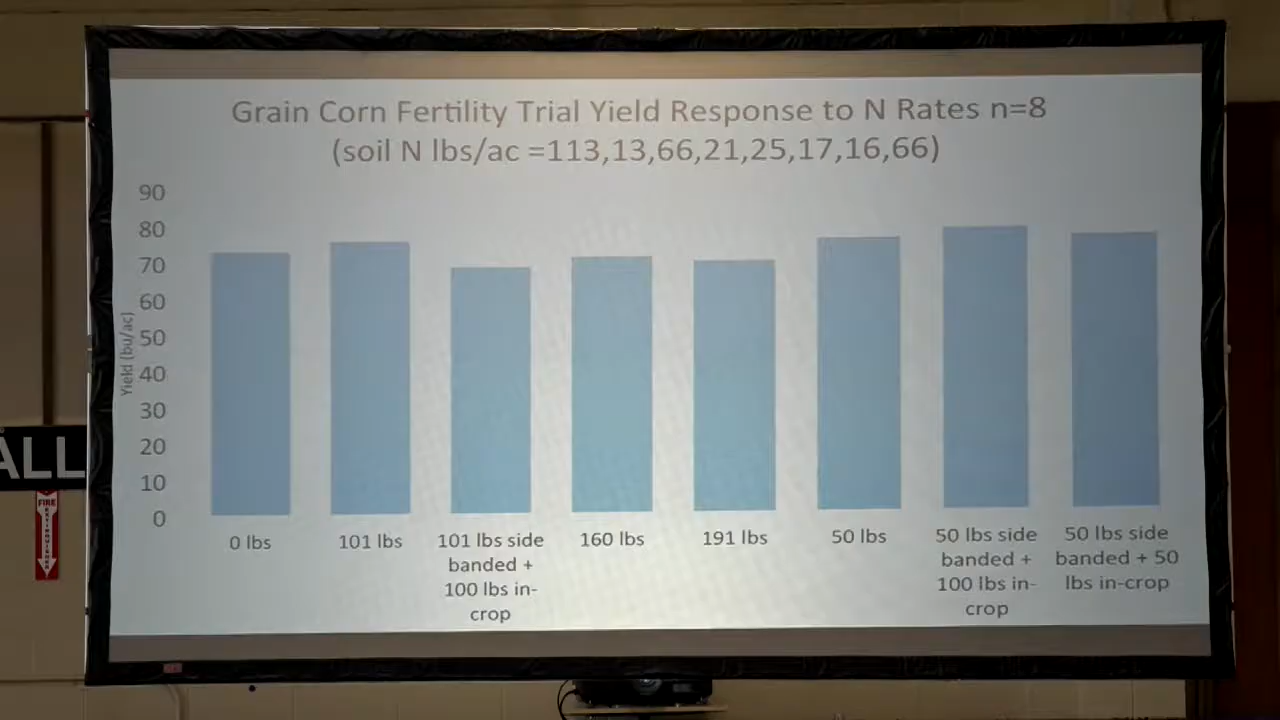 Grain Corn Fertility Trial Yield Response to N Rates n=8
(soil N lbs/ac =113,13,66,21,25,17,16,66)
90
80
70
60
50
40
30
20
10
0
Yield (bu/ac)
0 lbs
101 lbs
101 lbs side
banded +
100 lbs in-
crop
160 lbs
191 lbs
50 lbs
50 lbs side
banded +
100 lbs in-
crop
50 lbs side
banded + 50
lbs in-crop
ALL
FIRE
EXTINGUISHER